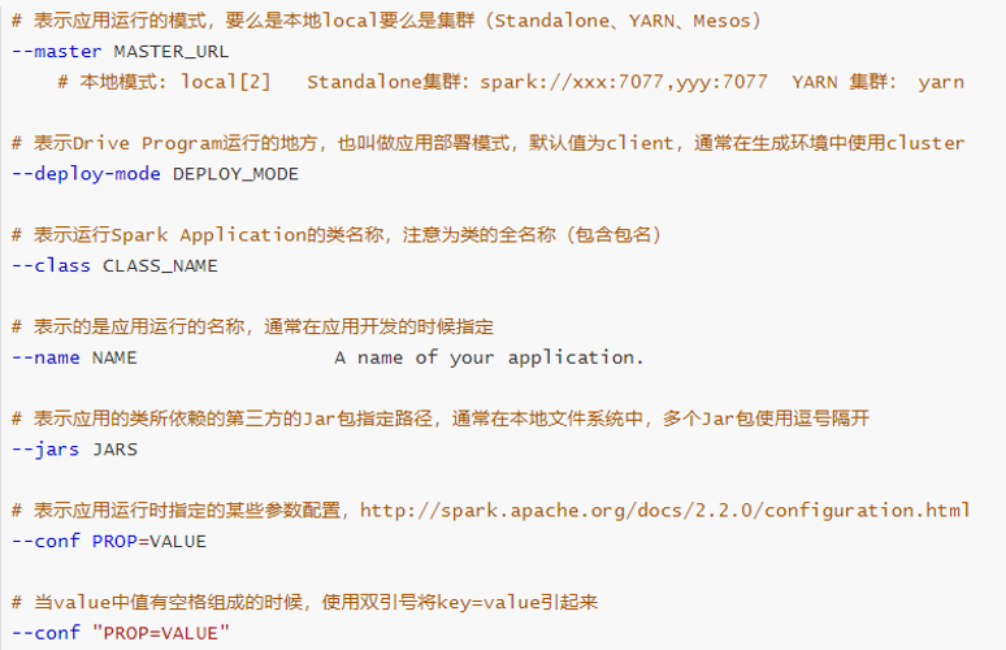 # 表示应用运行的模式，要么是本地local要么是集群（Standalone、YARN、Mesos）
--master MASTER_URL
# 本地模式: local[2] Standalone集群: spark://xxx:7077,yyy:7077 YARN 集群: yarn
# 表示Drive Program运行的地方，也叫做应用部署模式，默认值为client，通常在生成环境中使用cluster
--deploy-mode DEPLOY_MODE
# 表示运行Spark Application的类名称，注意为类的全名称（包含包名）
--class CLASS_NAME
# 表示的是应用运行的名称，通常在应用开发的时候指定
--name NAME A name of your application.
# 表示应用的类所依赖的第三方的Jar包指定路径，通常在本地文件系统中，多个Jar包使用逗号隔开
--jars JARS
# 表示应用运行时指定的某些参数配置，http://spark.apache.org/docs/2.2.0/configuration.html
--conf PROP=VALUE
# 当value中值有空格组成的时候，使用双引号将key=value引起来
--conf "PROP=VALUE"